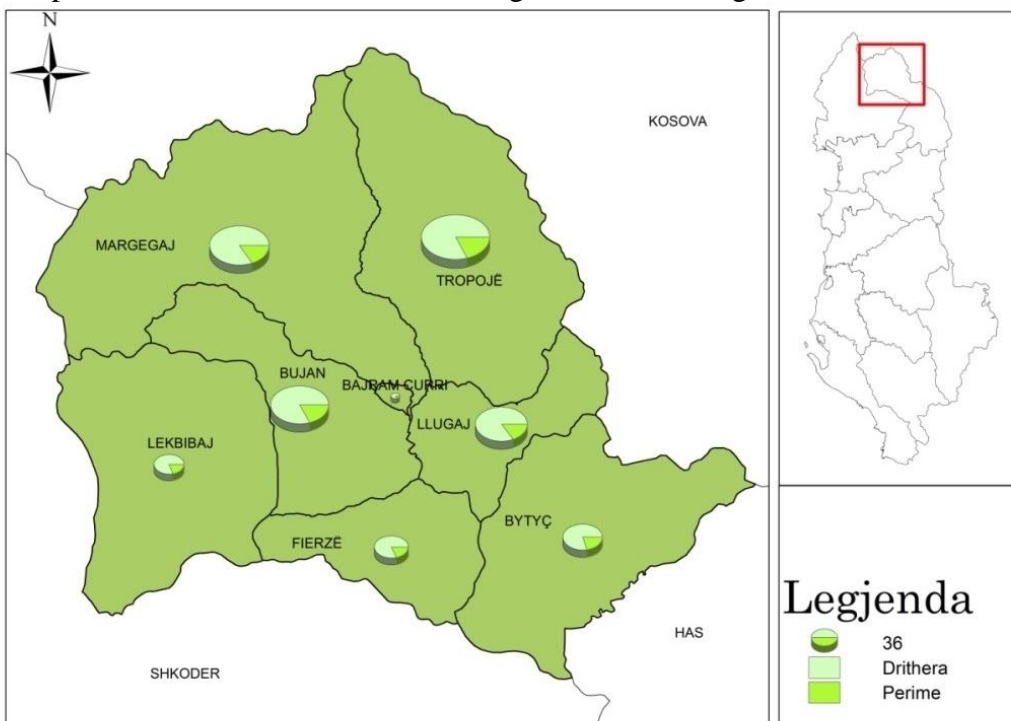 N
KOSOVA
MARGEGAJ
TROPOJË
BUJAN
BAJRAM CURRI
LLUGAJ
LEKBIBAJ
BYTYÇ
FIERZË
HAS
SHKODER
Legjenda
36
Drithera
Perime